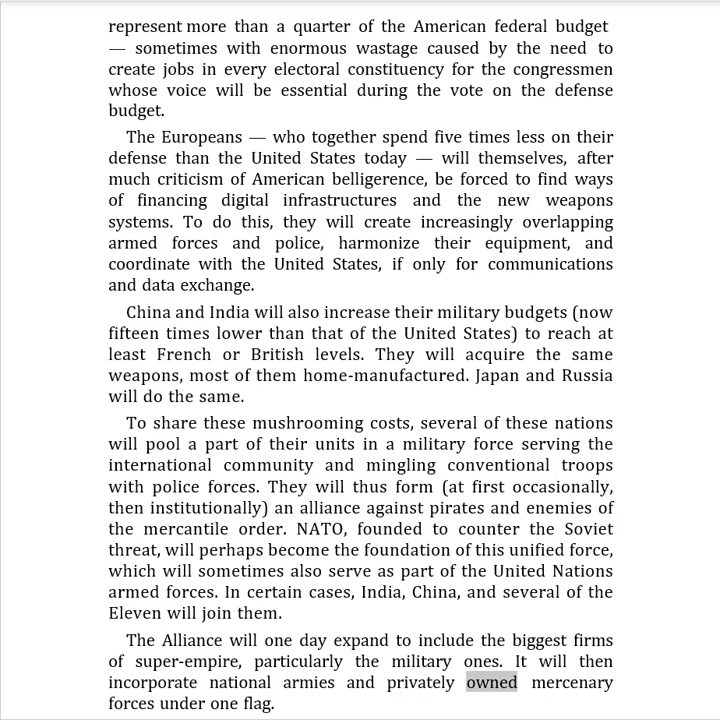 represent more than a quarter of the American federal budget
— sometimes with enormous wastage caused by the need to
create jobs in every electoral constituency for the congressmen
whose voice will be essential during the vote on the defense
budget.
The Europeans — who together spend five times less on their
defense than the United States today — will themselves, after
much criticism of American belligerence, be forced to find ways
of financing digital infrastructures and the new weapons
systems. To do this, they will create increasingly overlapping
armed forces and police, harmonize their equipment, and
coordinate with the United States, if only for communications
and data exchange.
China and India will also increase their military budgets (now
fifteen times lower than that of the United States) to reach at
least French or British levels. They will acquire the same
weapons, most of them home-manufactured. Japan and Russia
will do the same.
To share these mushrooming costs, several of these nations
will pool a part of their units in a military force serving the
international community and mingling conventional troops
with police forces. They will thus form (at first occasionally,
then institutionally) an alliance against pirates and enemies of
the mercantile order. NATO, founded to counter the Soviet
threat, will perhaps become the foundation of this unified force,
which will sometimes also serve as part of the United Nations
armed forces. In certain cases, India, China, and several of the
Eleven will join them.
The Alliance will one day expand to include the biggest firms
of super-empire, particularly the military ones. It will then
incorporate national armies and privately owned mercenary
forces under one flag.